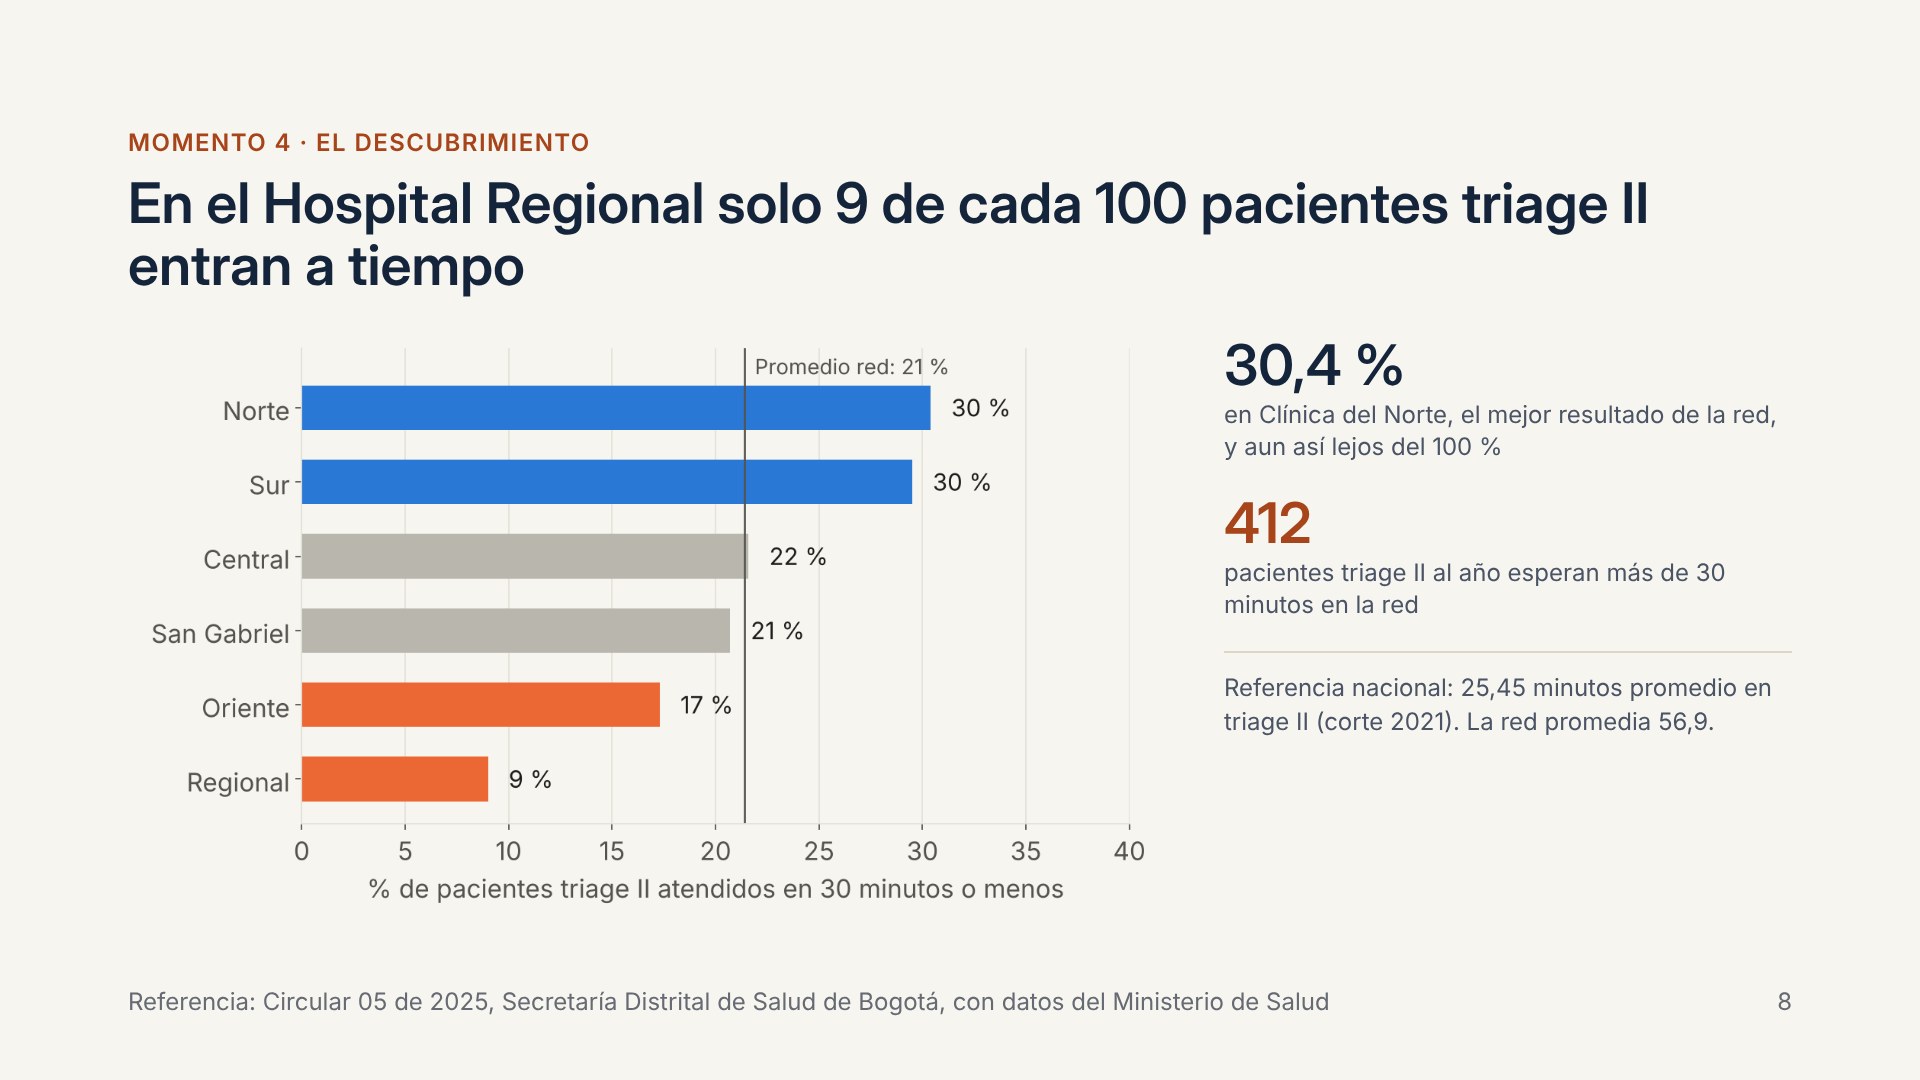 MOMENTO 4 · EL DESCUBRIMIENTO
En el Hospital Regional solo 9 de cada 100 pacientes triage II
entran a tiempo
Promedio red: 21 %
Norte
30 %
Sur
30 %
Central
22 %
San Gabriel
21 %
Oriente
17 %
Regional
9 %
0 5 10 15 20 25 30 35 40
% de pacientes triage II atendidos en 30 minutos o menos
30,4 %
en Clínica del Norte, el mejor resultado de la red,
y aun así lejos del 100 %
412
pacientes triage II al año esperan más de 30
minutos en la red
Referencia nacional: 25,45 minutos promedio en
triage II (corte 2021). La red promedia 56,9.
Referencia: Circular 05 de 2025, Secretaría Distrital de Salud de Bogotá, con datos del Ministerio de Salud
8